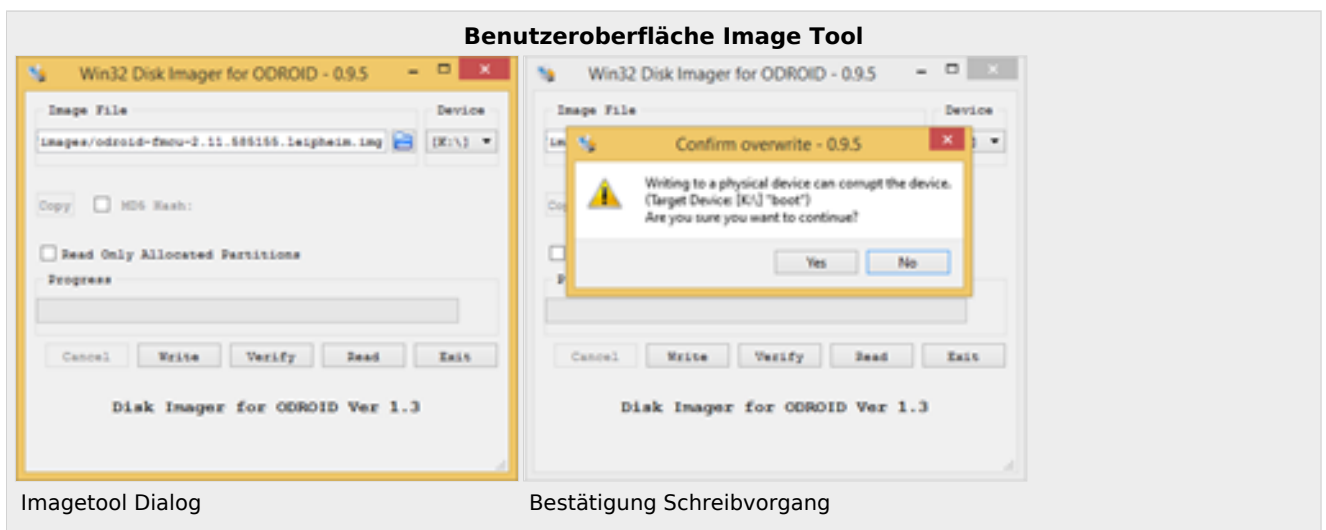 Benutzeroberfläche Image Tool
Win32 Disk Imager for ODROID - 0.9.5
Image File
Device
images/odroid-fmcu-2.11.585155.leipheim.img
[K:\]
Copy
MD5 Hash:
Read Only Allocated Partitions
Progress
Cancel
Write
Verify
Read
Exit
Disk Imager for ODROID Ver 1.3
Imagetool Dialog
Win32 Disk Imager for ODROID - 0.9.5
Image File
Device
Confirm overwrite - 0.9.5
Writing to a physical device can corrupt the device.
(Target Device: [K:\] "boot")
Are you sure you want to continue?
Yes
No
Cancel
Write
Verify
Read
Exit
Disk Imager for ODROID Ver 1.3
Bestätigung Schreibvorgang